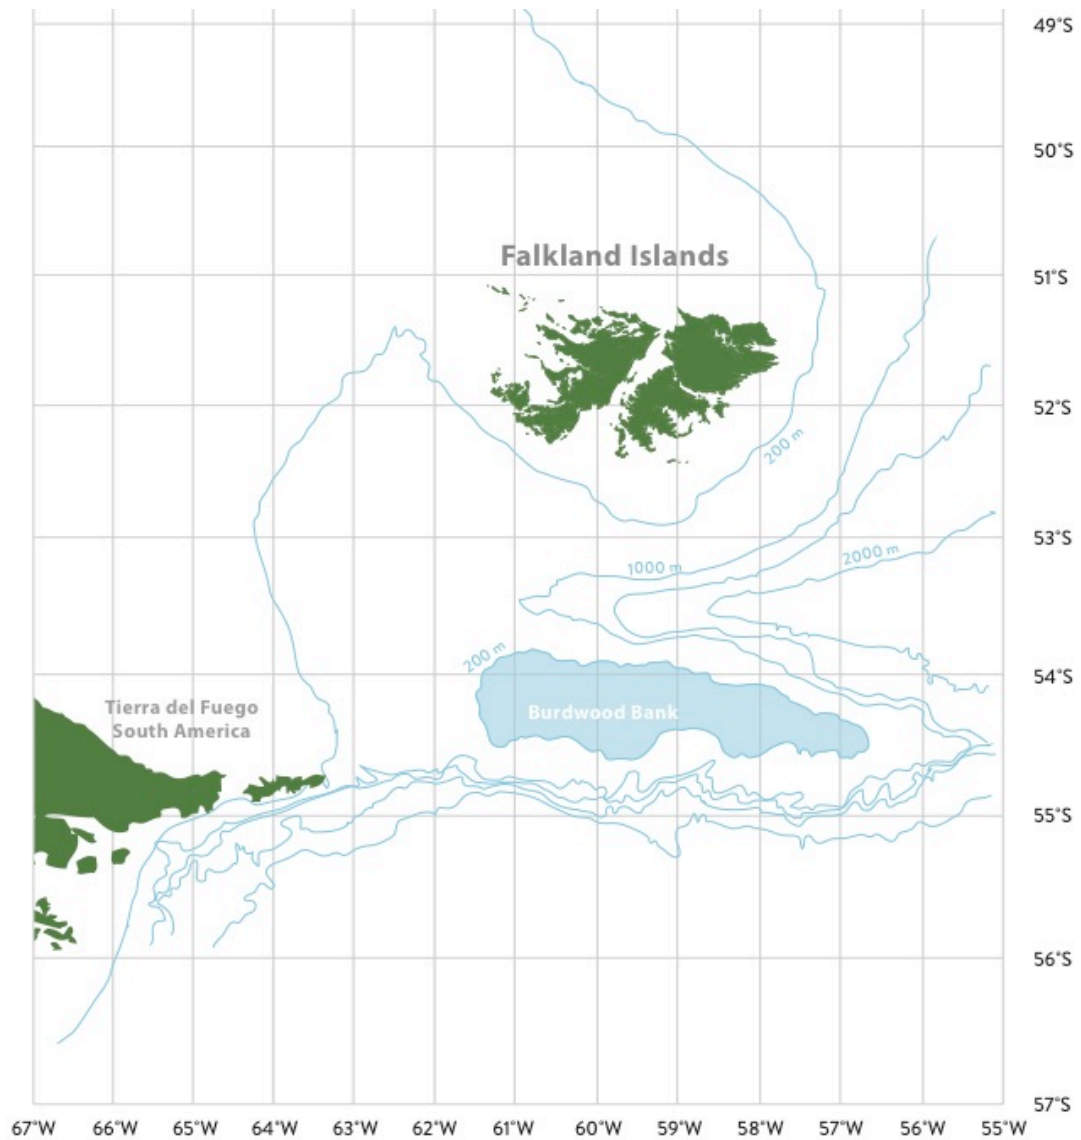 49°S
50°S
Falkland Islands
51°S
52°S
200 m
53°S
1000 m
2000 m
200 m
54°S
Tierra del Fuego
South America
Burdwood Bank
55°S
56°S
57°S
67°W 66°W 65°W 64°W 63°W 62°W 61°W 60°W 59°W 58°W 57°W 56°W 55°W